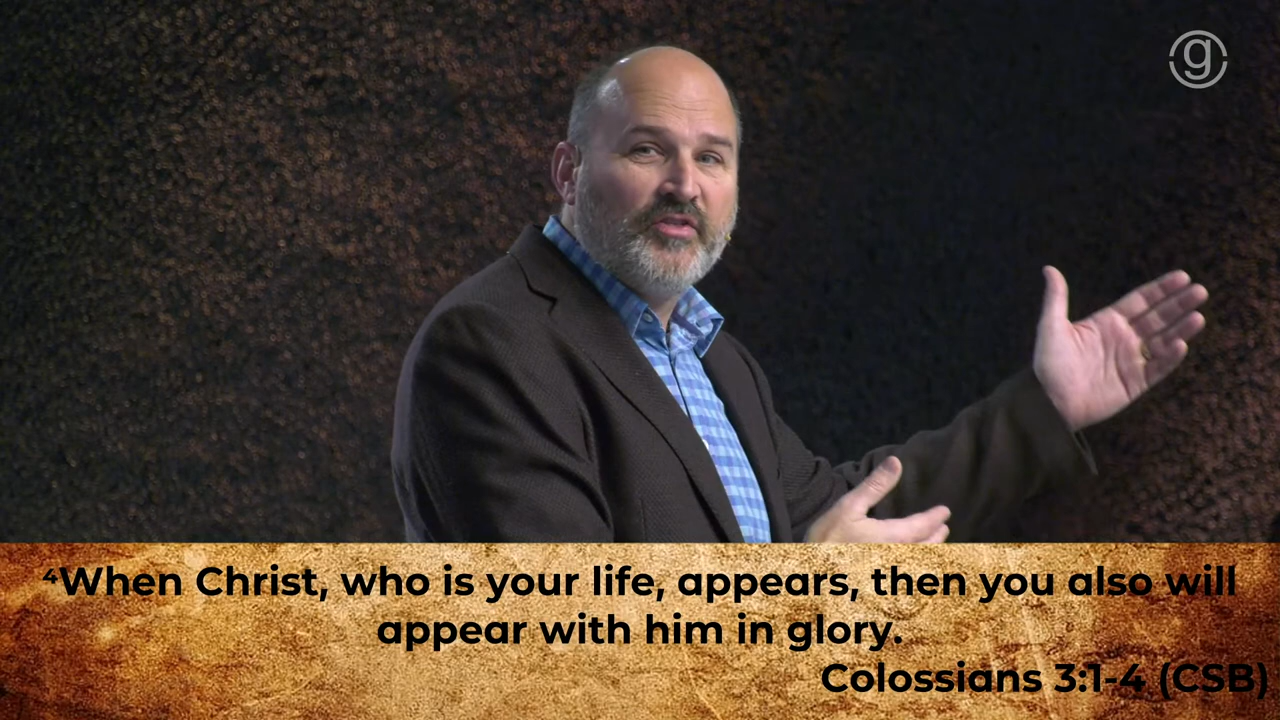 g
⁴When Christ, who is your life, appears, then you also will
appear with him in glory.
Colossians 3:1-4 (CSB)